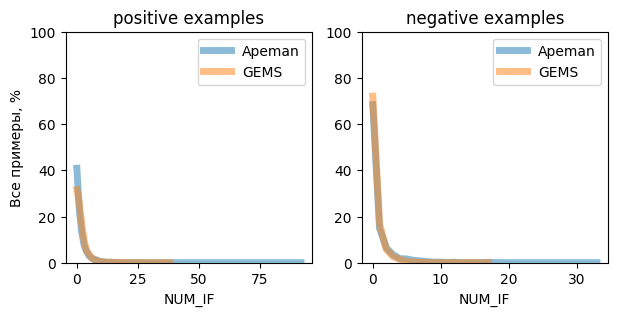 positive examples
negative examples
100
80
60
40
20
0
Все примеры, %
Apeman
GEMS
0
25
50
75
NUM_IF
100
80
60
40
20
0
Apeman
GEMS
0
10
20
30
NUM_IF